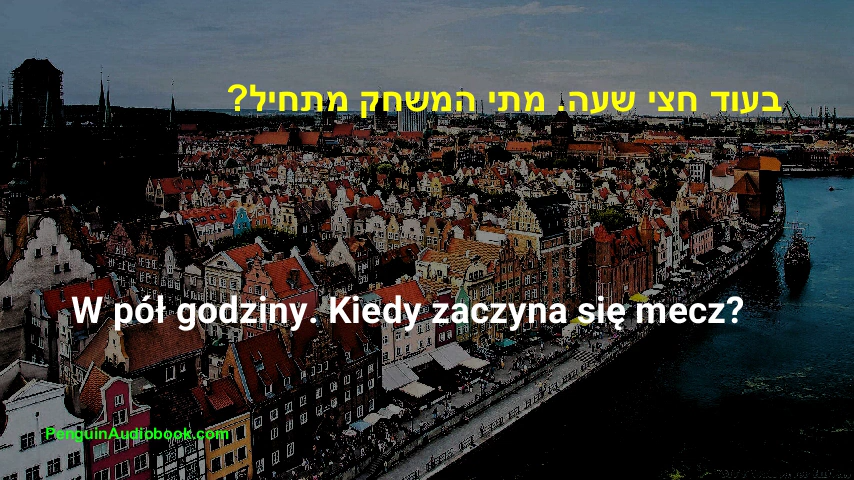 בעוד חצי שעה. מתי המשחק מתחיל?
W pół godziny. Kiedy zaczyna się mecz?
PenguinAudiobook.com